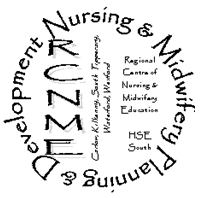 Nursing & Midwifery Planning & Development
RCNME
Carlow, Kilkenny, South Tipperary,
Waterford, Wexford
Regional
Centre of
Nursing &
Midwifery
Education
HSE
South